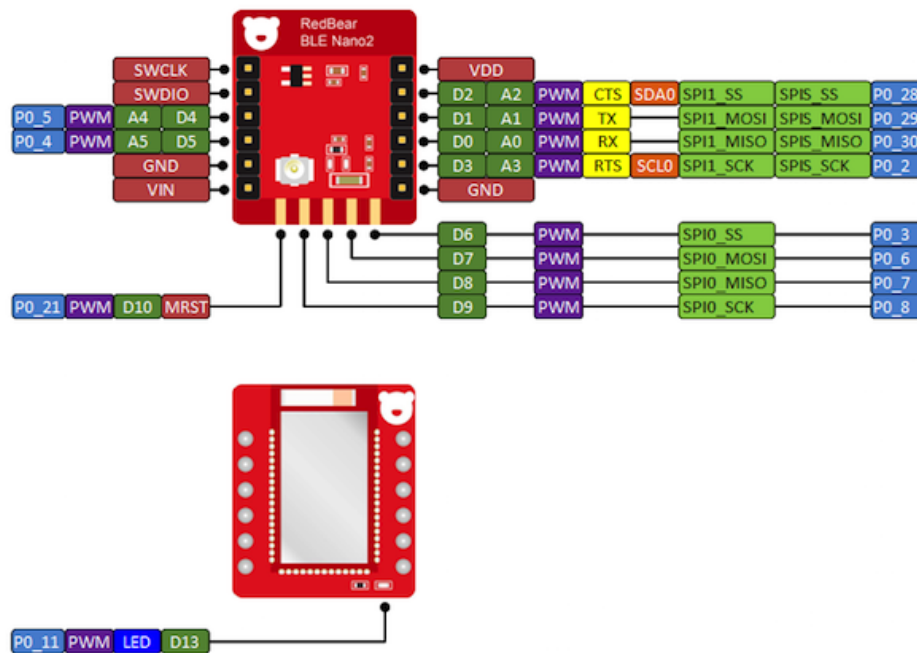 RedBear
BLE Nano2
SWCLK VDD
SWDIO D2 A2 PWM CTS SDA0 SPI1_SS SPIS_SS P0_28
P0_5 PWM A4 D4 D1 A1 PWM TX SPI1_MOSI SPIS_MOSI P0_29
P0_4 PWM A5 D5 D0 A0 PWM RX SPI1_MISO SPIS_MISO P0_30
GND D3 A3 PWM RTS SCL0 SPI1_SCK SPIS_SCK P0_2
VIN GND
D6 PWM SPI0_SS P0_3
D7 PWM SPI0_MOSI P0_6
D8 PWM SPI0_MISO P0_7
P0_21 PWM D10 MRST D9 PWM SPI0_SCK P0_8
P0_11 PWM LED D13